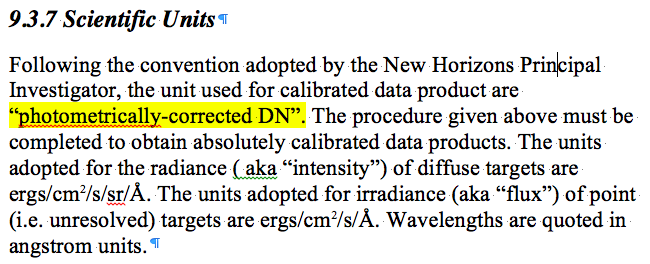 9.3.7 Scientific Units¶
Following the convention adopted by the New Horizons Principal
Investigator, the unit used for calibrated data product are
“photometrically-corrected DN”. The procedure given above must be
completed to obtain absolutely calibrated data products. The units
adopted for the radiance ( aka “intensity”) of diffuse targets are
ergs/cm²/s/sr/Å. The units adopted for irradiance (aka “flux”) of point
(i.e. unresolved) targets are ergs/cm²/s/Å. Wavelengths are quoted in
angstrom units.¶